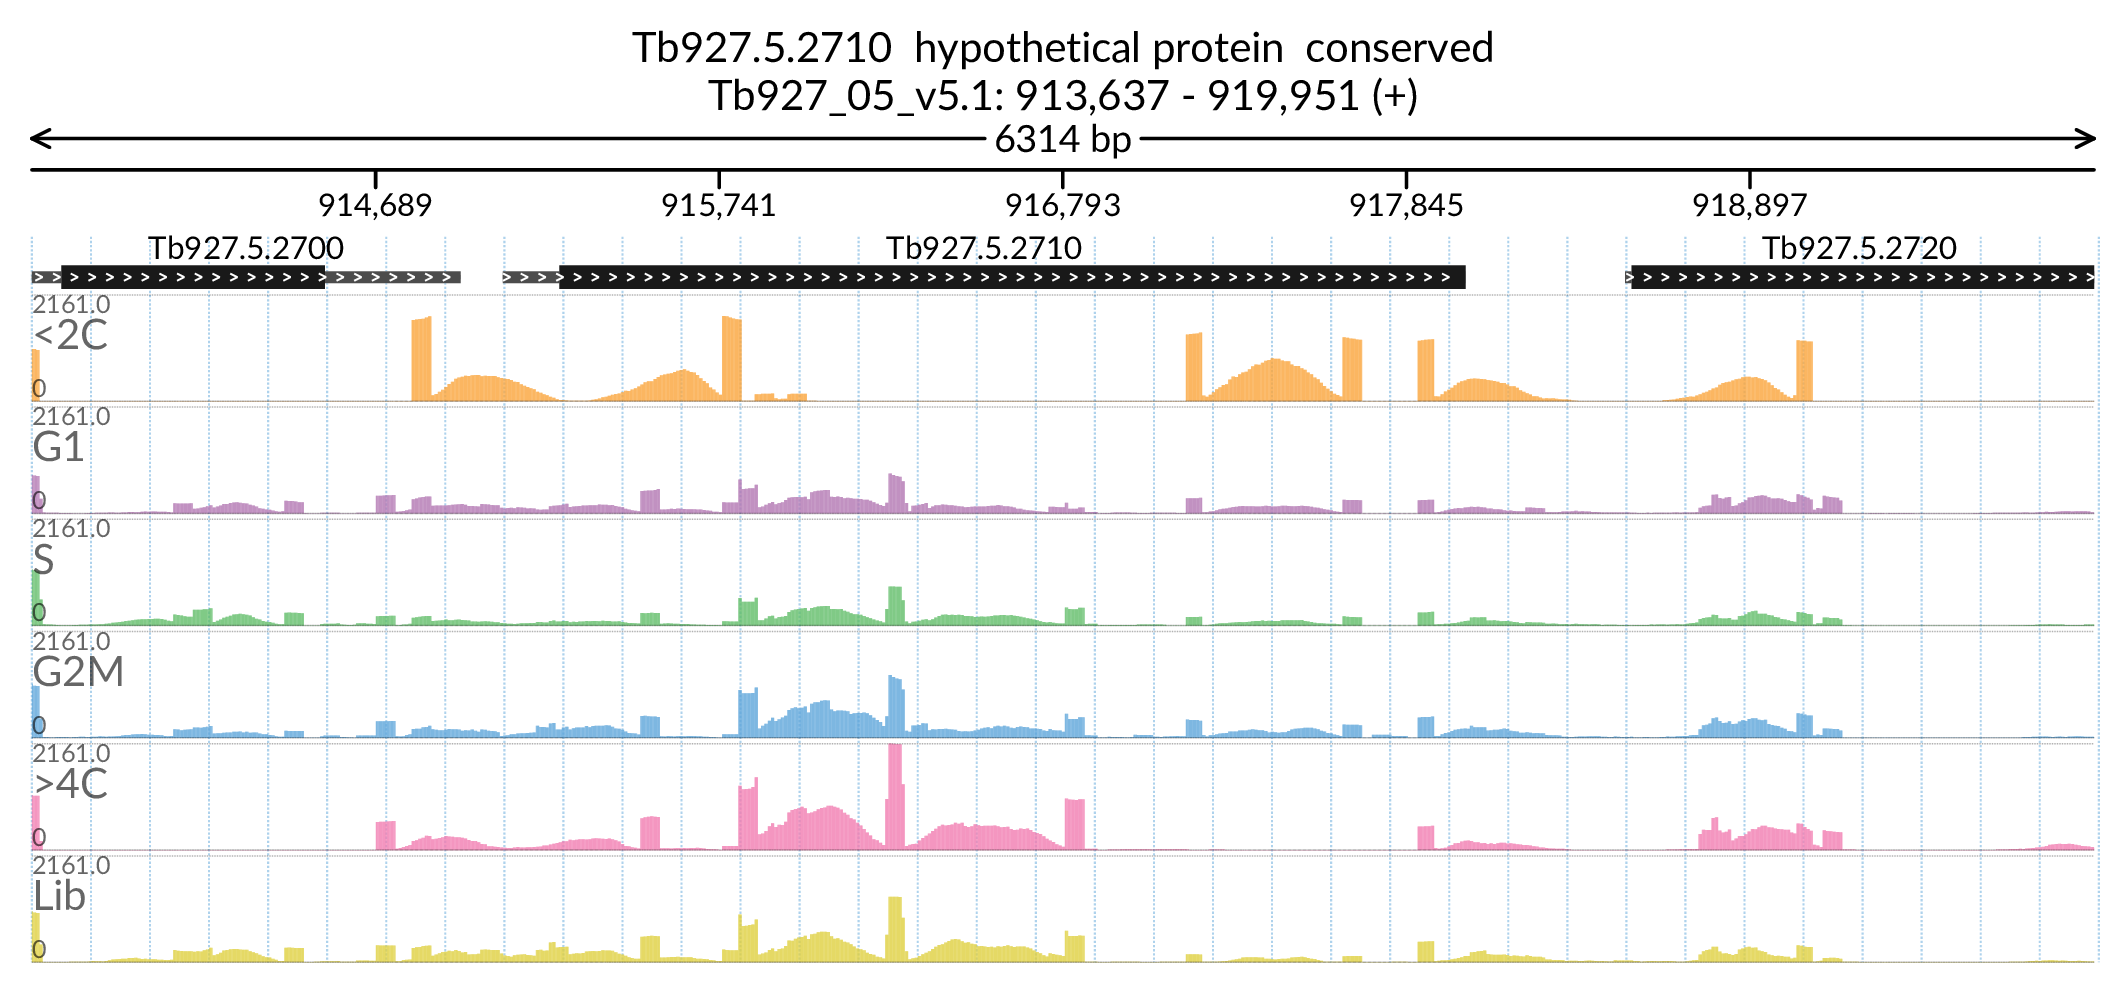 Tb927.5.2710  hypothetical protein  conserved
Tb927_05_v5.1: 913,637 - 919,951 (+)
6314 bp
914,689 915,741 916,793 917,845 918,897
Tb927.5.2700 Tb927.5.2710 Tb927.5.2720
2161.0
<2C
0
2161.0
G1
0
2161.0
S
0
2161.0
G2M
0
2161.0
>4C
0
2161.0
Lib
0